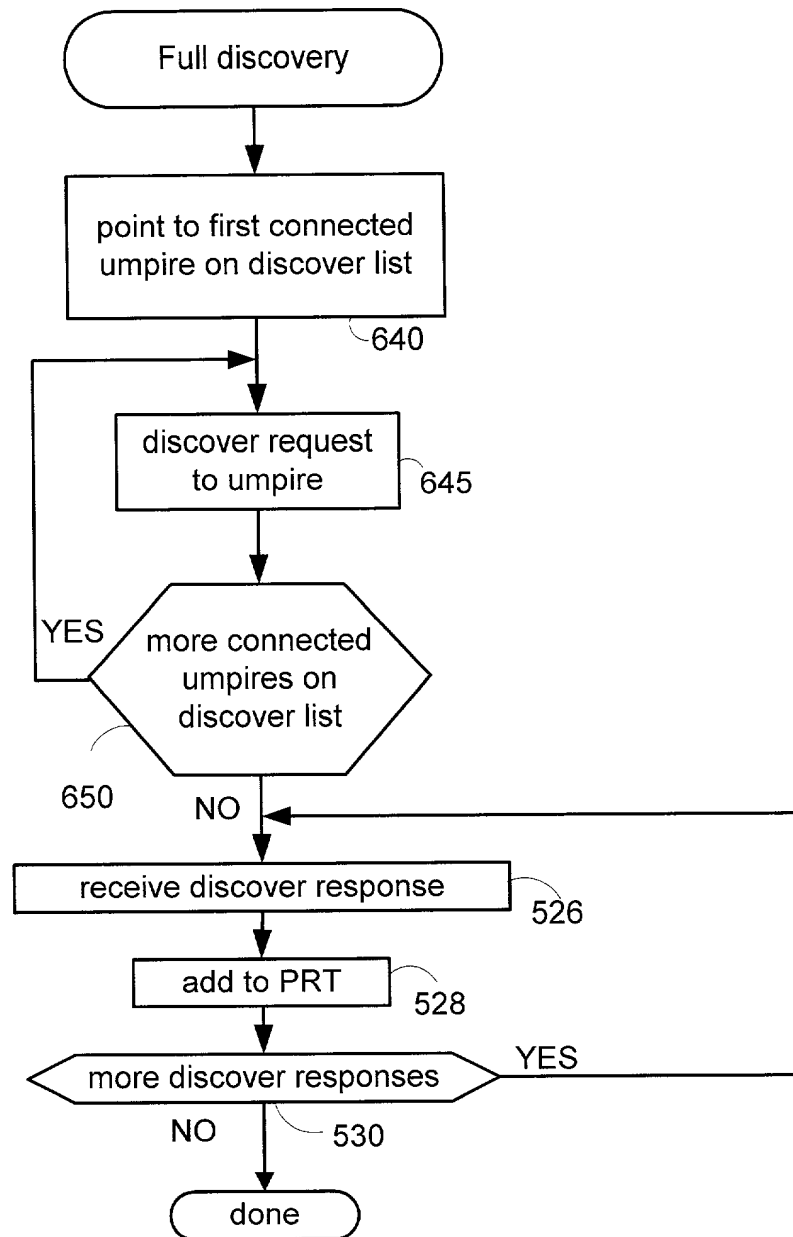 Full discovery
point to first connected
umpire on discover list
640
discover request
to umpire
645
YES
more connected
umpires on
discover list
650
NO
receive discover response
526
add to PRT
528
more discover responses
YES
NO
530
done